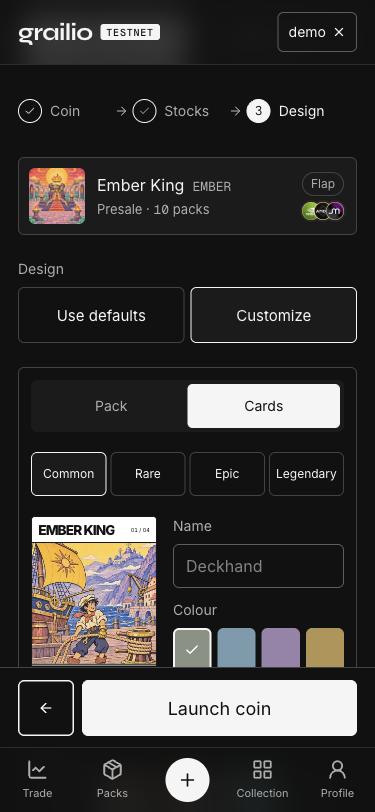 grailio TESTNET demo ×
Coin → Stocks → 3 Design
Ember King EMBER Flap
Presale · 10 packs
Design
Use defaults Customize
Pack Cards
Common Rare Epic Legendary
EMBER KING 01 / 04
Name
Deckhand
Colour
← Launch coin
Trade Packs + Collection Profile